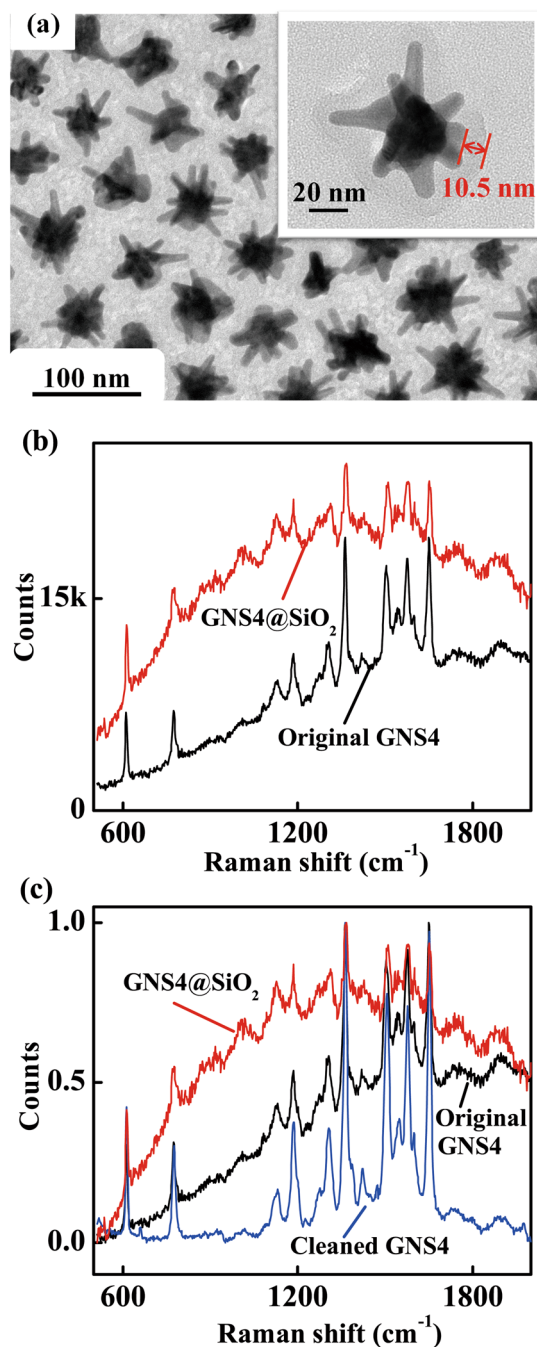 (a)
20 nm
10.5 nm
100 nm
(b)
15k
0
Counts
GNS4@SiO₂
Original GNS4
600
1200
1800
Raman shift (cm⁻¹)
(c)
1.0
0.5
0.0
Counts
GNS4@SiO₂
Original
GNS4
Cleaned GNS4
600
1200
1800
Raman shift (cm⁻¹)